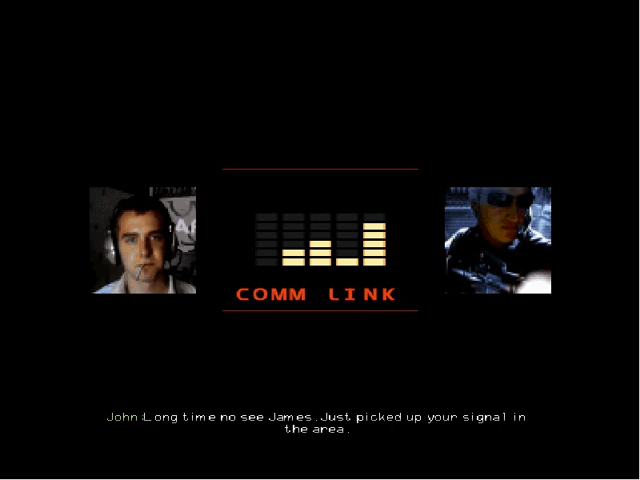 COMM LINK
John:Long time no see James.Just picked up your signal in
the area.